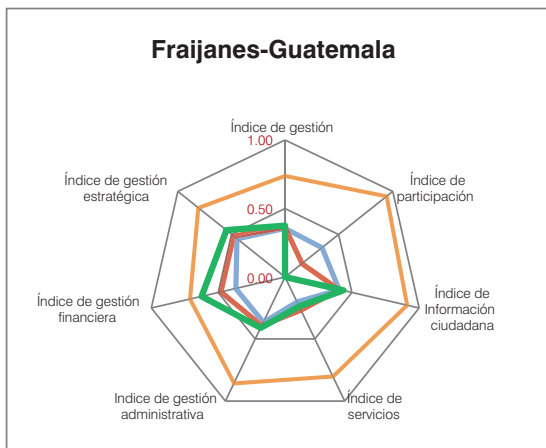 Fraijanes-Guatemala
Índice de gestión
1.00
Índice de gestión
estratégica
Índice de
participación
0.50
0.00
Índice de gestión
financiera
Índice de
Información
ciudadana
Indice de gestión
administrativa
Índice de
servicios